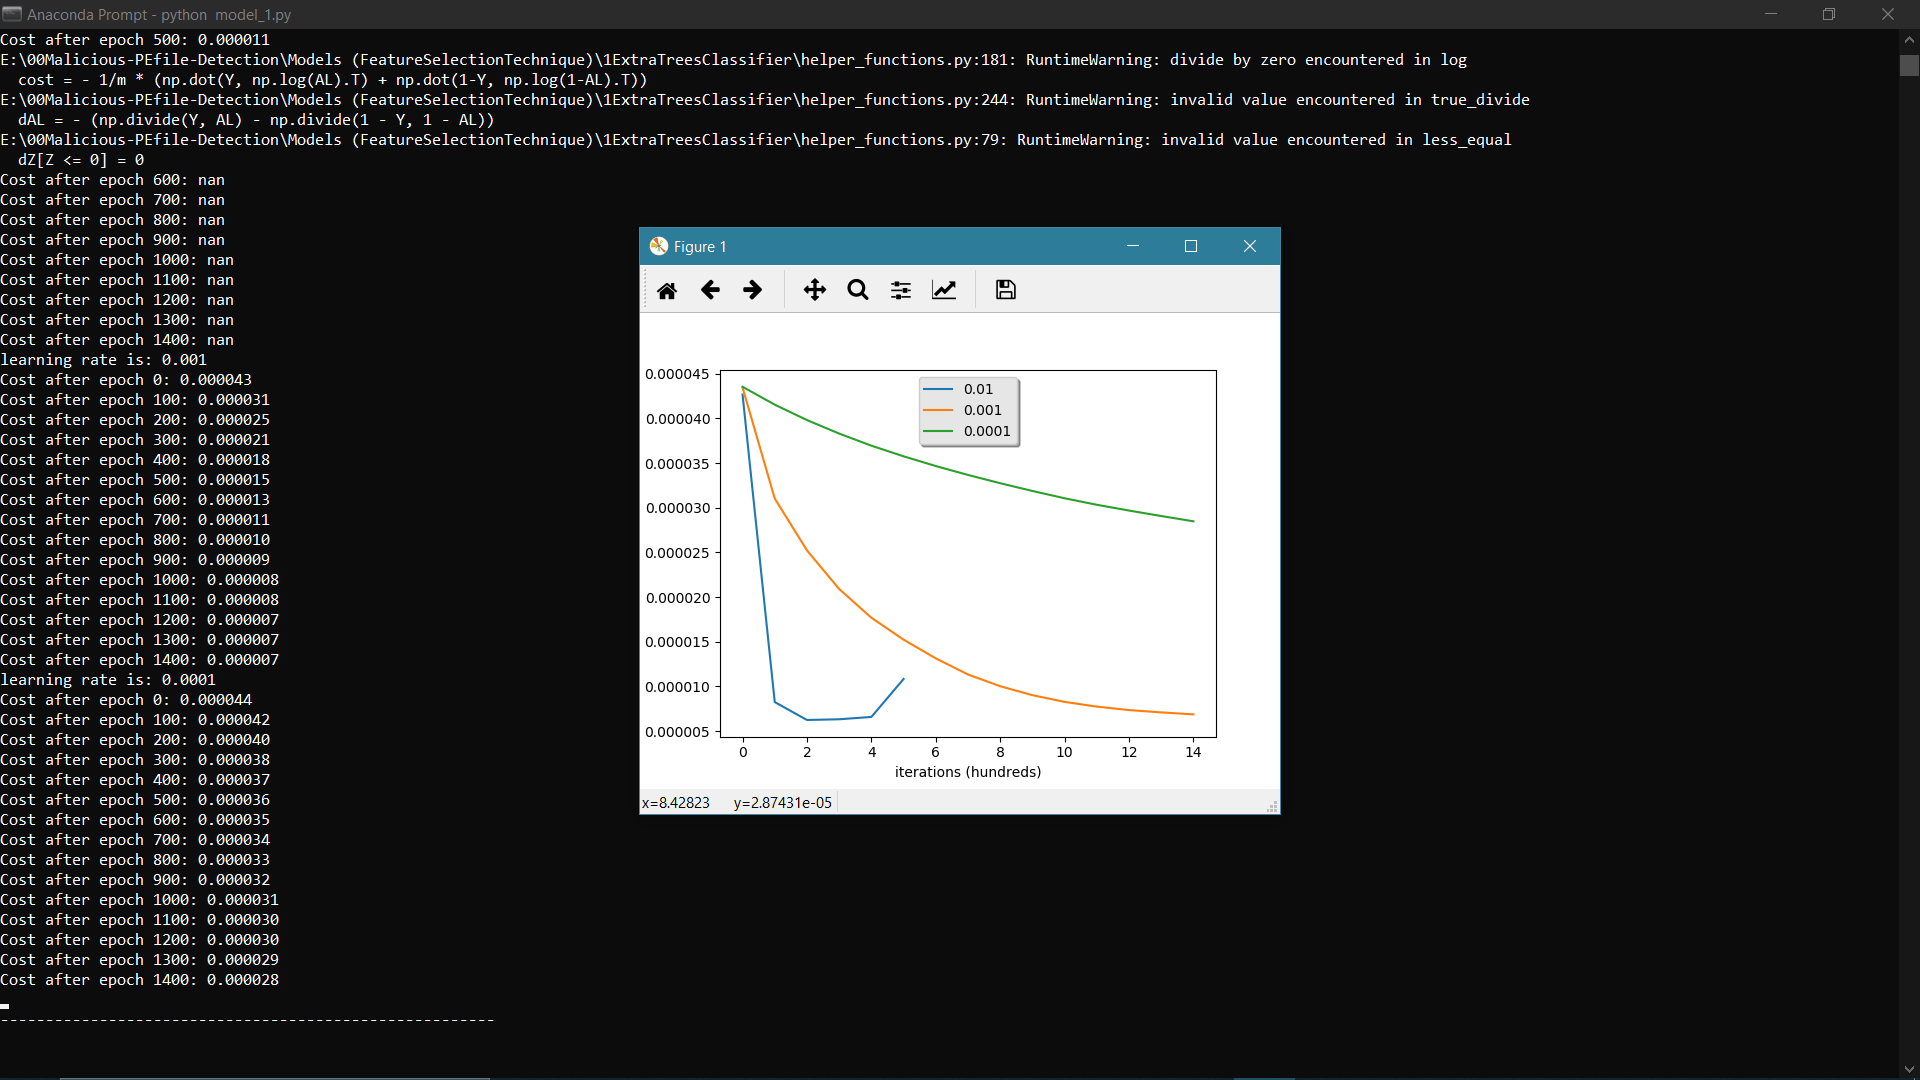 Anaconda Prompt - python  model_1.py
Cost after epoch 500: 0.000011
E:\00Malicious-PEfile-Detection\Models (FeatureSelectionTechnique)\1ExtraTreesClassifier\helper_functions.py:181: RuntimeWarning: divide by zero encountered in log
  cost = - 1/m * (np.dot(Y, np.log(AL).T) + np.dot(1-Y, np.log(1-AL).T))
E:\00Malicious-PEfile-Detection\Models (FeatureSelectionTechnique)\1ExtraTreesClassifier\helper_functions.py:244: RuntimeWarning: invalid value encountered in true_divide
  dAL = - (np.divide(Y, AL) - np.divide(1 - Y, 1 - AL))
E:\00Malicious-PEfile-Detection\Models (FeatureSelectionTechnique)\1ExtraTreesClassifier\helper_functions.py:79: RuntimeWarning: invalid value encountered in less_equal
  dZ[Z <= 0] = 0
Cost after epoch 600: nan
Cost after epoch 700: nan
Cost after epoch 800: nan
Cost after epoch 900: nan
Cost after epoch 1000: nan
Cost after epoch 1100: nan
Cost after epoch 1200: nan
Cost after epoch 1300: nan
Cost after epoch 1400: nan
learning rate is: 0.001
Cost after epoch 0: 0.000043
Cost after epoch 100: 0.000031
Cost after epoch 200: 0.000025
Cost after epoch 300: 0.000021
Cost after epoch 400: 0.000018
Cost after epoch 500: 0.000015
Cost after epoch 600: 0.000013
Cost after epoch 700: 0.000011
Cost after epoch 800: 0.000010
Cost after epoch 900: 0.000009
Cost after epoch 1000: 0.000008
Cost after epoch 1100: 0.000008
Cost after epoch 1200: 0.000007
Cost after epoch 1300: 0.000007
Cost after epoch 1400: 0.000007
learning rate is: 0.0001
Cost after epoch 0: 0.000044
Cost after epoch 100: 0.000042
Cost after epoch 200: 0.000040
Cost after epoch 300: 0.000038
Cost after epoch 400: 0.000037
Cost after epoch 500: 0.000036
Cost after epoch 600: 0.000035
Cost after epoch 700: 0.000034
Cost after epoch 800: 0.000033
Cost after epoch 900: 0.000032
Cost after epoch 1000: 0.000031
Cost after epoch 1100: 0.000030
Cost after epoch 1200: 0.000030
Cost after epoch 1300: 0.000029
Cost after epoch 1400: 0.000028
-------------------------------------------------------
Figure 1
0.01
0.001
0.0001
0.000045
0.000040
0.000035
0.000030
0.000025
0.000020
0.000015
0.000010
0.000005
0 2 4 6 8 10 12 14
iterations (hundreds)
x=8.42823 y=2.87431e-05